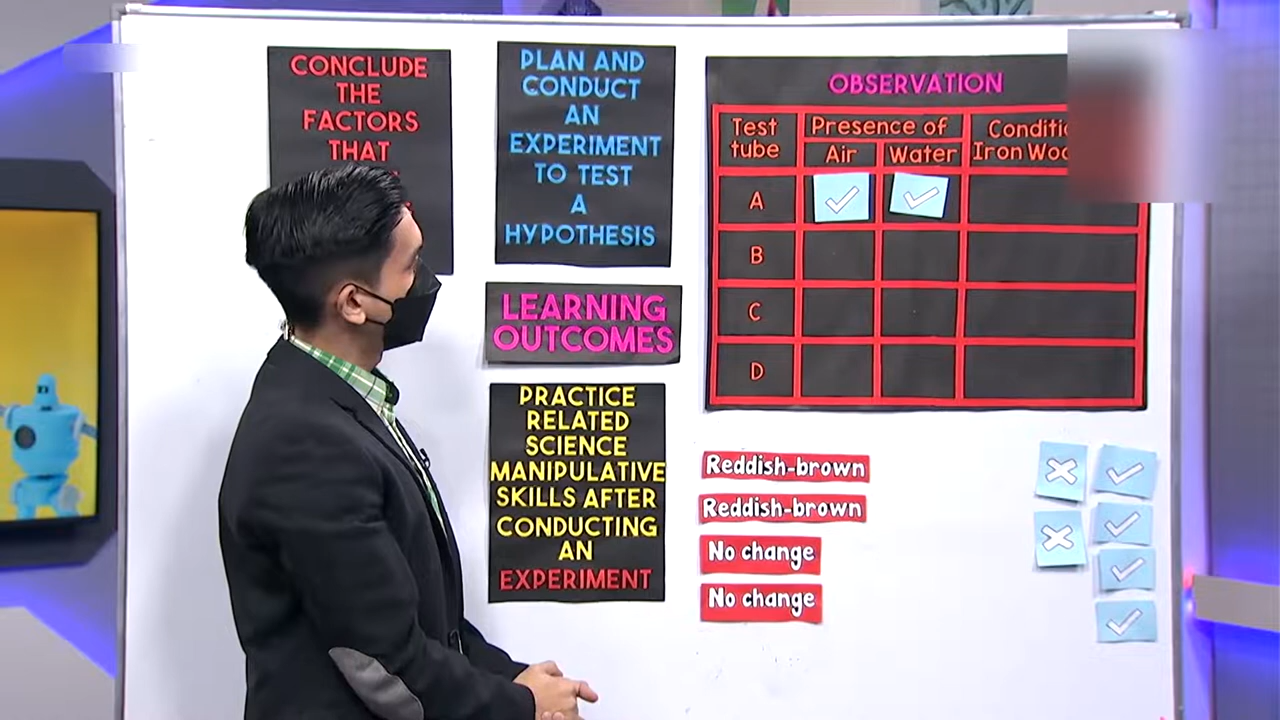 CONCLUDE
THE
FACTORS
THAT
PLAN AND
CONDUCT
AN
EXPERIMENT
TO TEST
A
HYPOTHESIS
LEARNING
OUTCOMES
PRACTICE
RELATED
SCIENCE
MANIPULATIVE
SKILLS AFTER
CONDUCTING
AN
EXPERIMENT
OBSERVATION
Test tube
Presence of
Air
Water
Iron
A
B
C
D
Reddish-brown
Reddish-brown
No change
No change